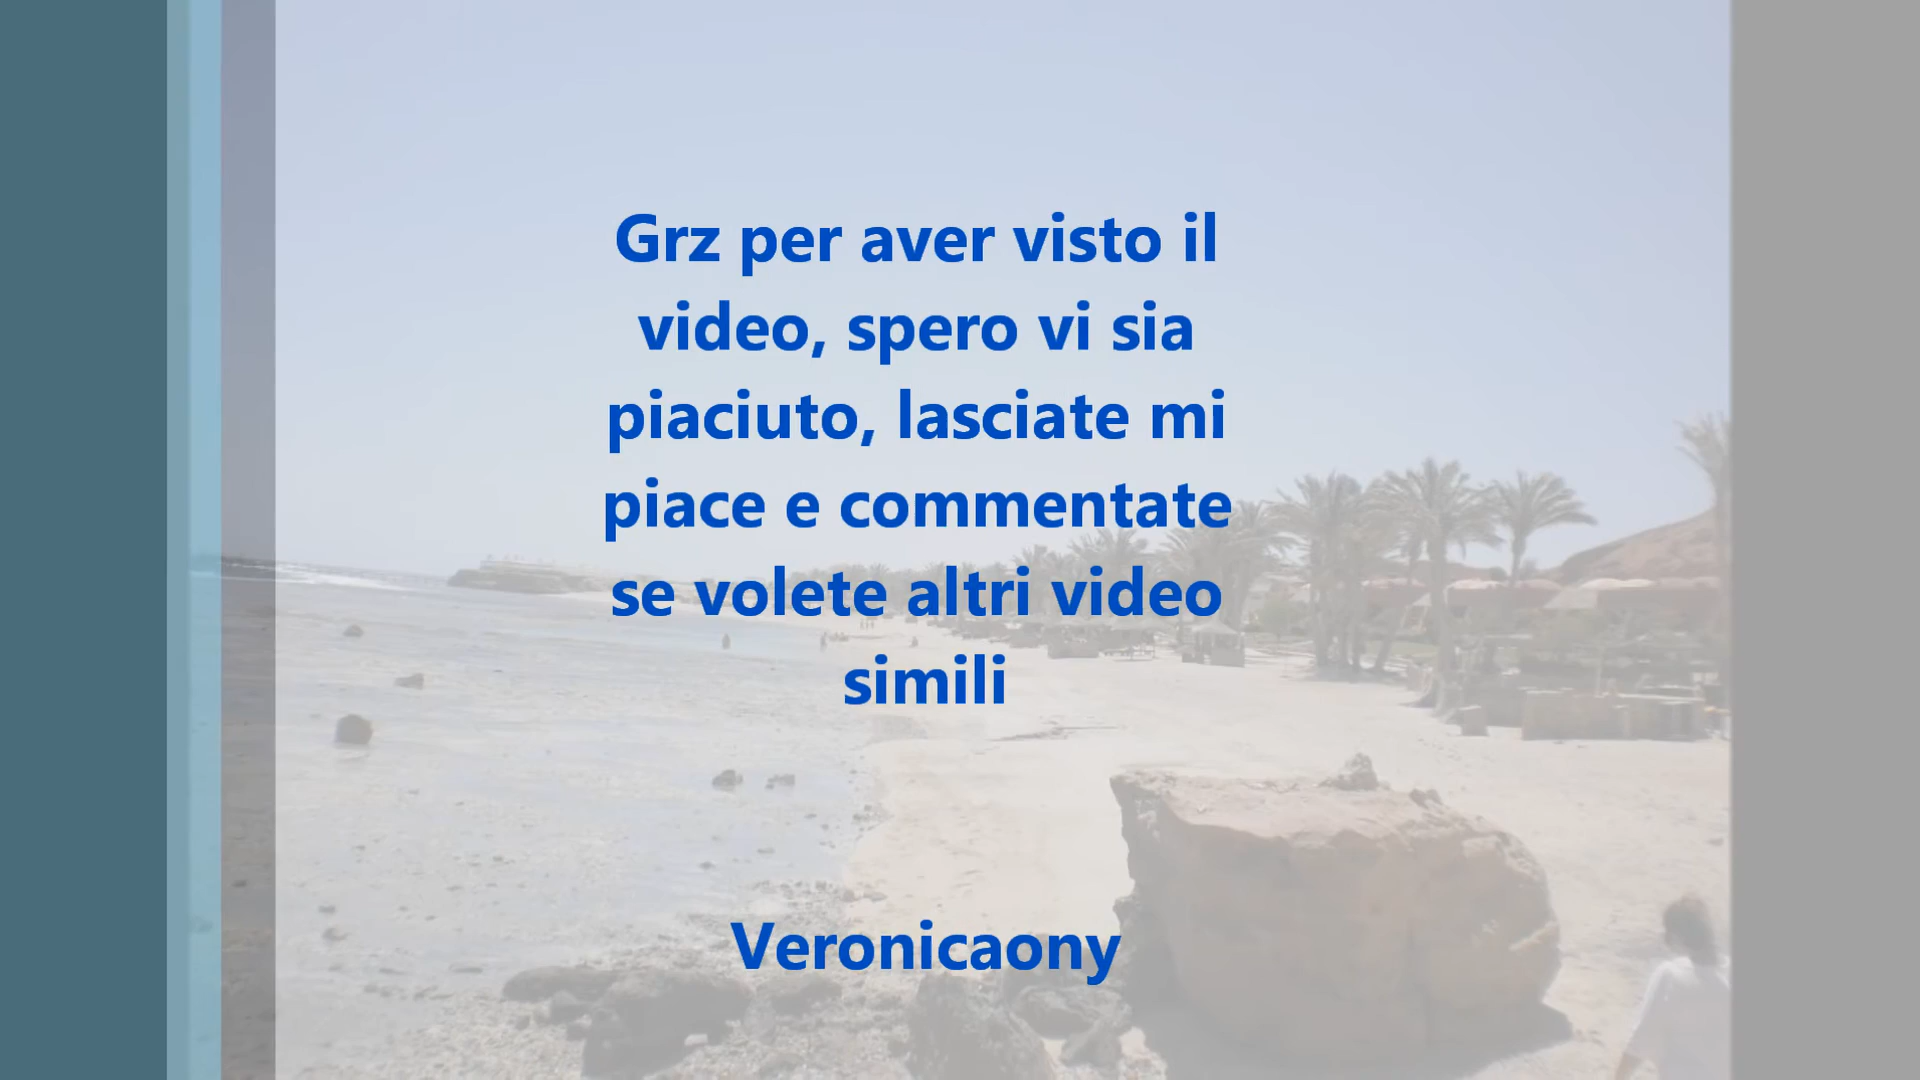 Grz per aver visto il
video, spero vi sia
piaciuto, lasciate mi
piace e commentate
se volete altri video
simili
Veronicaony